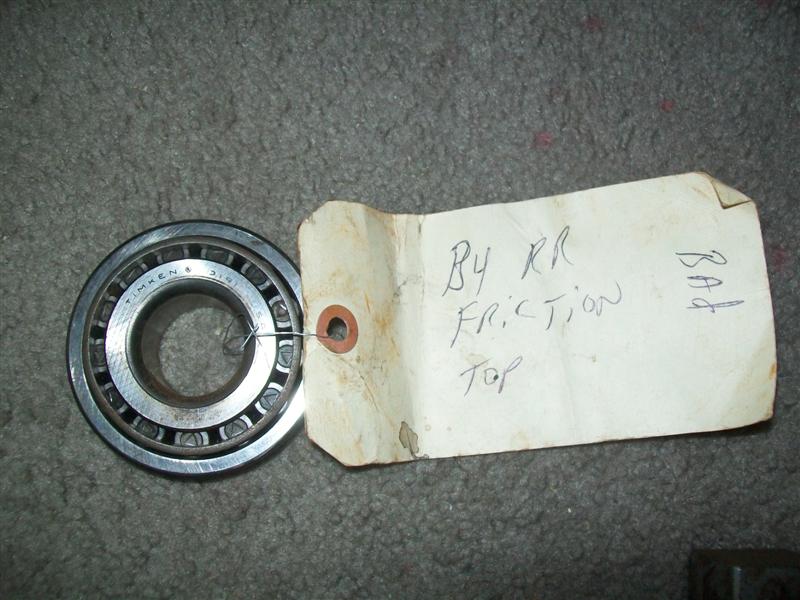 TIMKEN ®
B4 RR
FRiCTiON
TOP
BAd